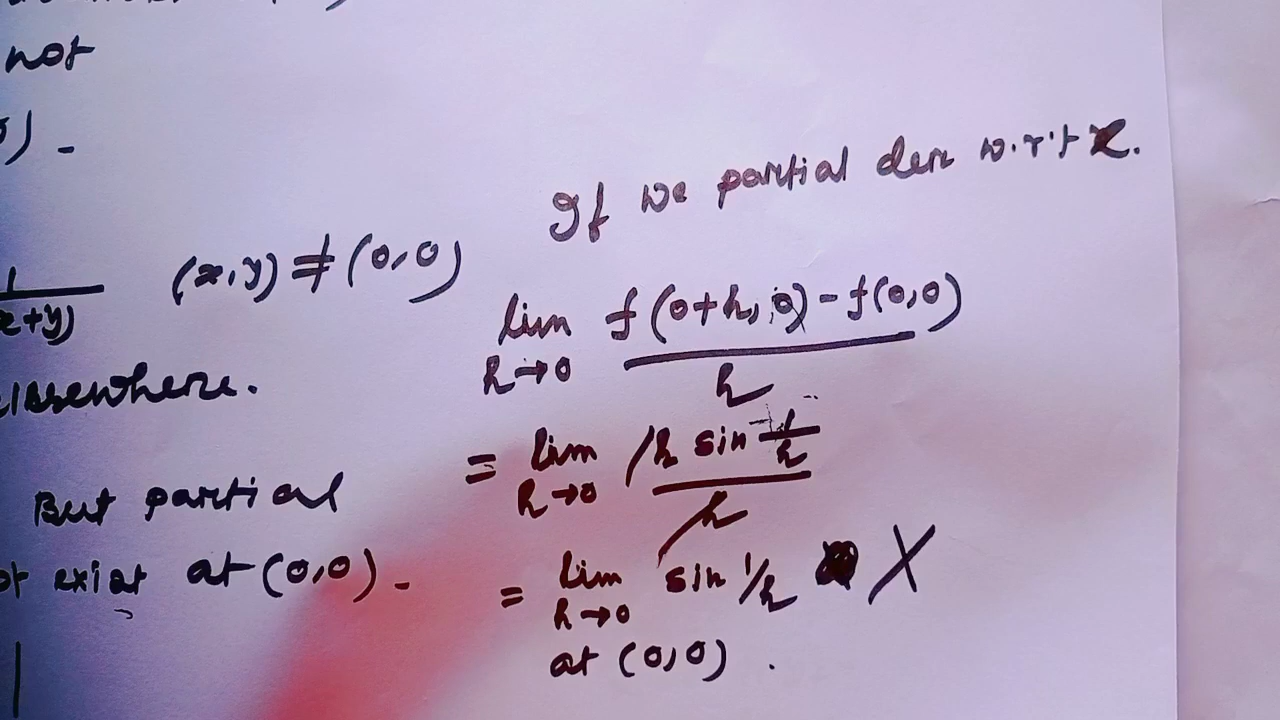 not
) -
1 / (x+y) (x,y) ≠ (0,0)
elsewhere.
But partial
exist at (0,0) -
If we partial der w.r.t x.
lim h→0 f(0+h, 0) - f(0,0) / h
= lim h→0 h sin 1/h / h
= lim h→0 sin 1/h X
at (0,0) .